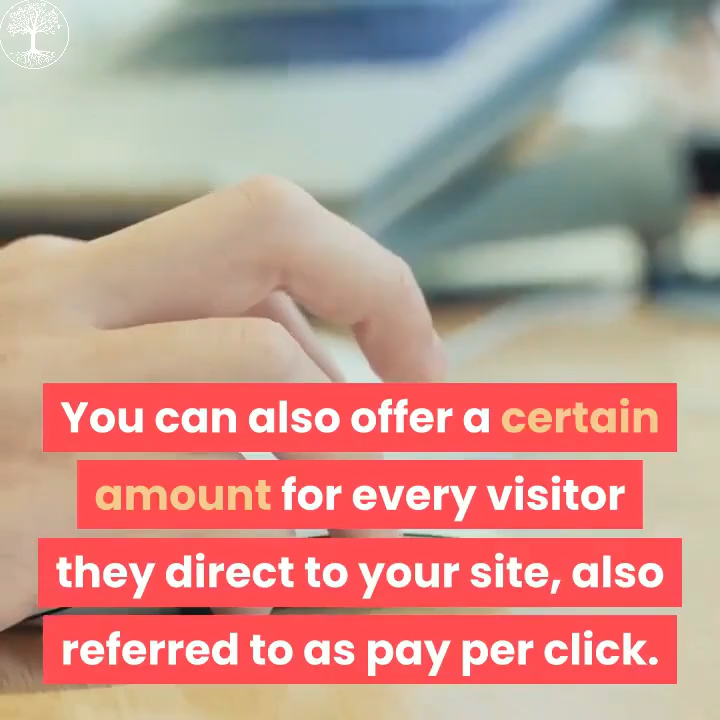 You can also offer a certain
amount for every visitor
they direct to your site, also
referred to as pay per click.